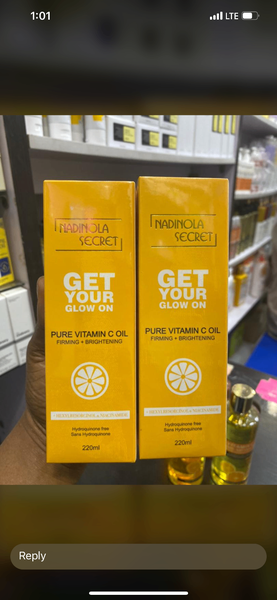 1:01
LTE
NADINOLA
SECRET
GET
YOUR
GLOW ON
PURE VITAMIN C OIL
FIRMING + BRIGHTENING
Hydroquinone free
Sans Hydroquinone
220ml
NADINOLA
SECRET
GET
YOUR
GLOW ON
PURE VITAMIN C OIL
FIRMING + BRIGHTENING
Hydroquinone free
Sans Hydroquinone
220ml
Reply